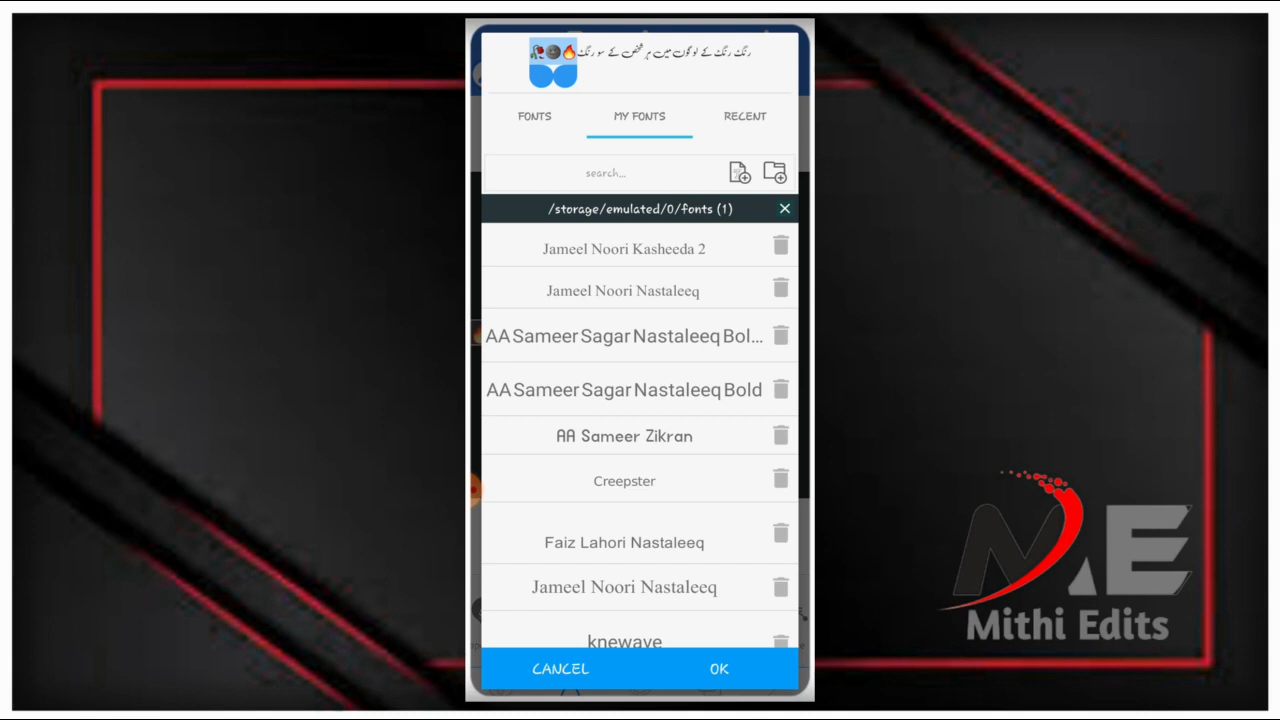 رنگ رنگ کے لوگوں میں ہر شخص کے سو رنگ🔥🌚🥀
FONTS
MY FONTS
RECENT
search...
/storage/emulated/0/fonts (1)
Jameel Noori Kasheeda 2
Jameel Noori Nastaleeq
AA Sameer Sagar Nastaleeq Bol...
AA Sameer Sagar Nastaleeq Bold
AA Sameer Zikran
Creepster
Faiz Lahori Nastaleeq
Jameel Noori Nastaleeq
knewave
CANCEL
OK
ME
Mithi Edits